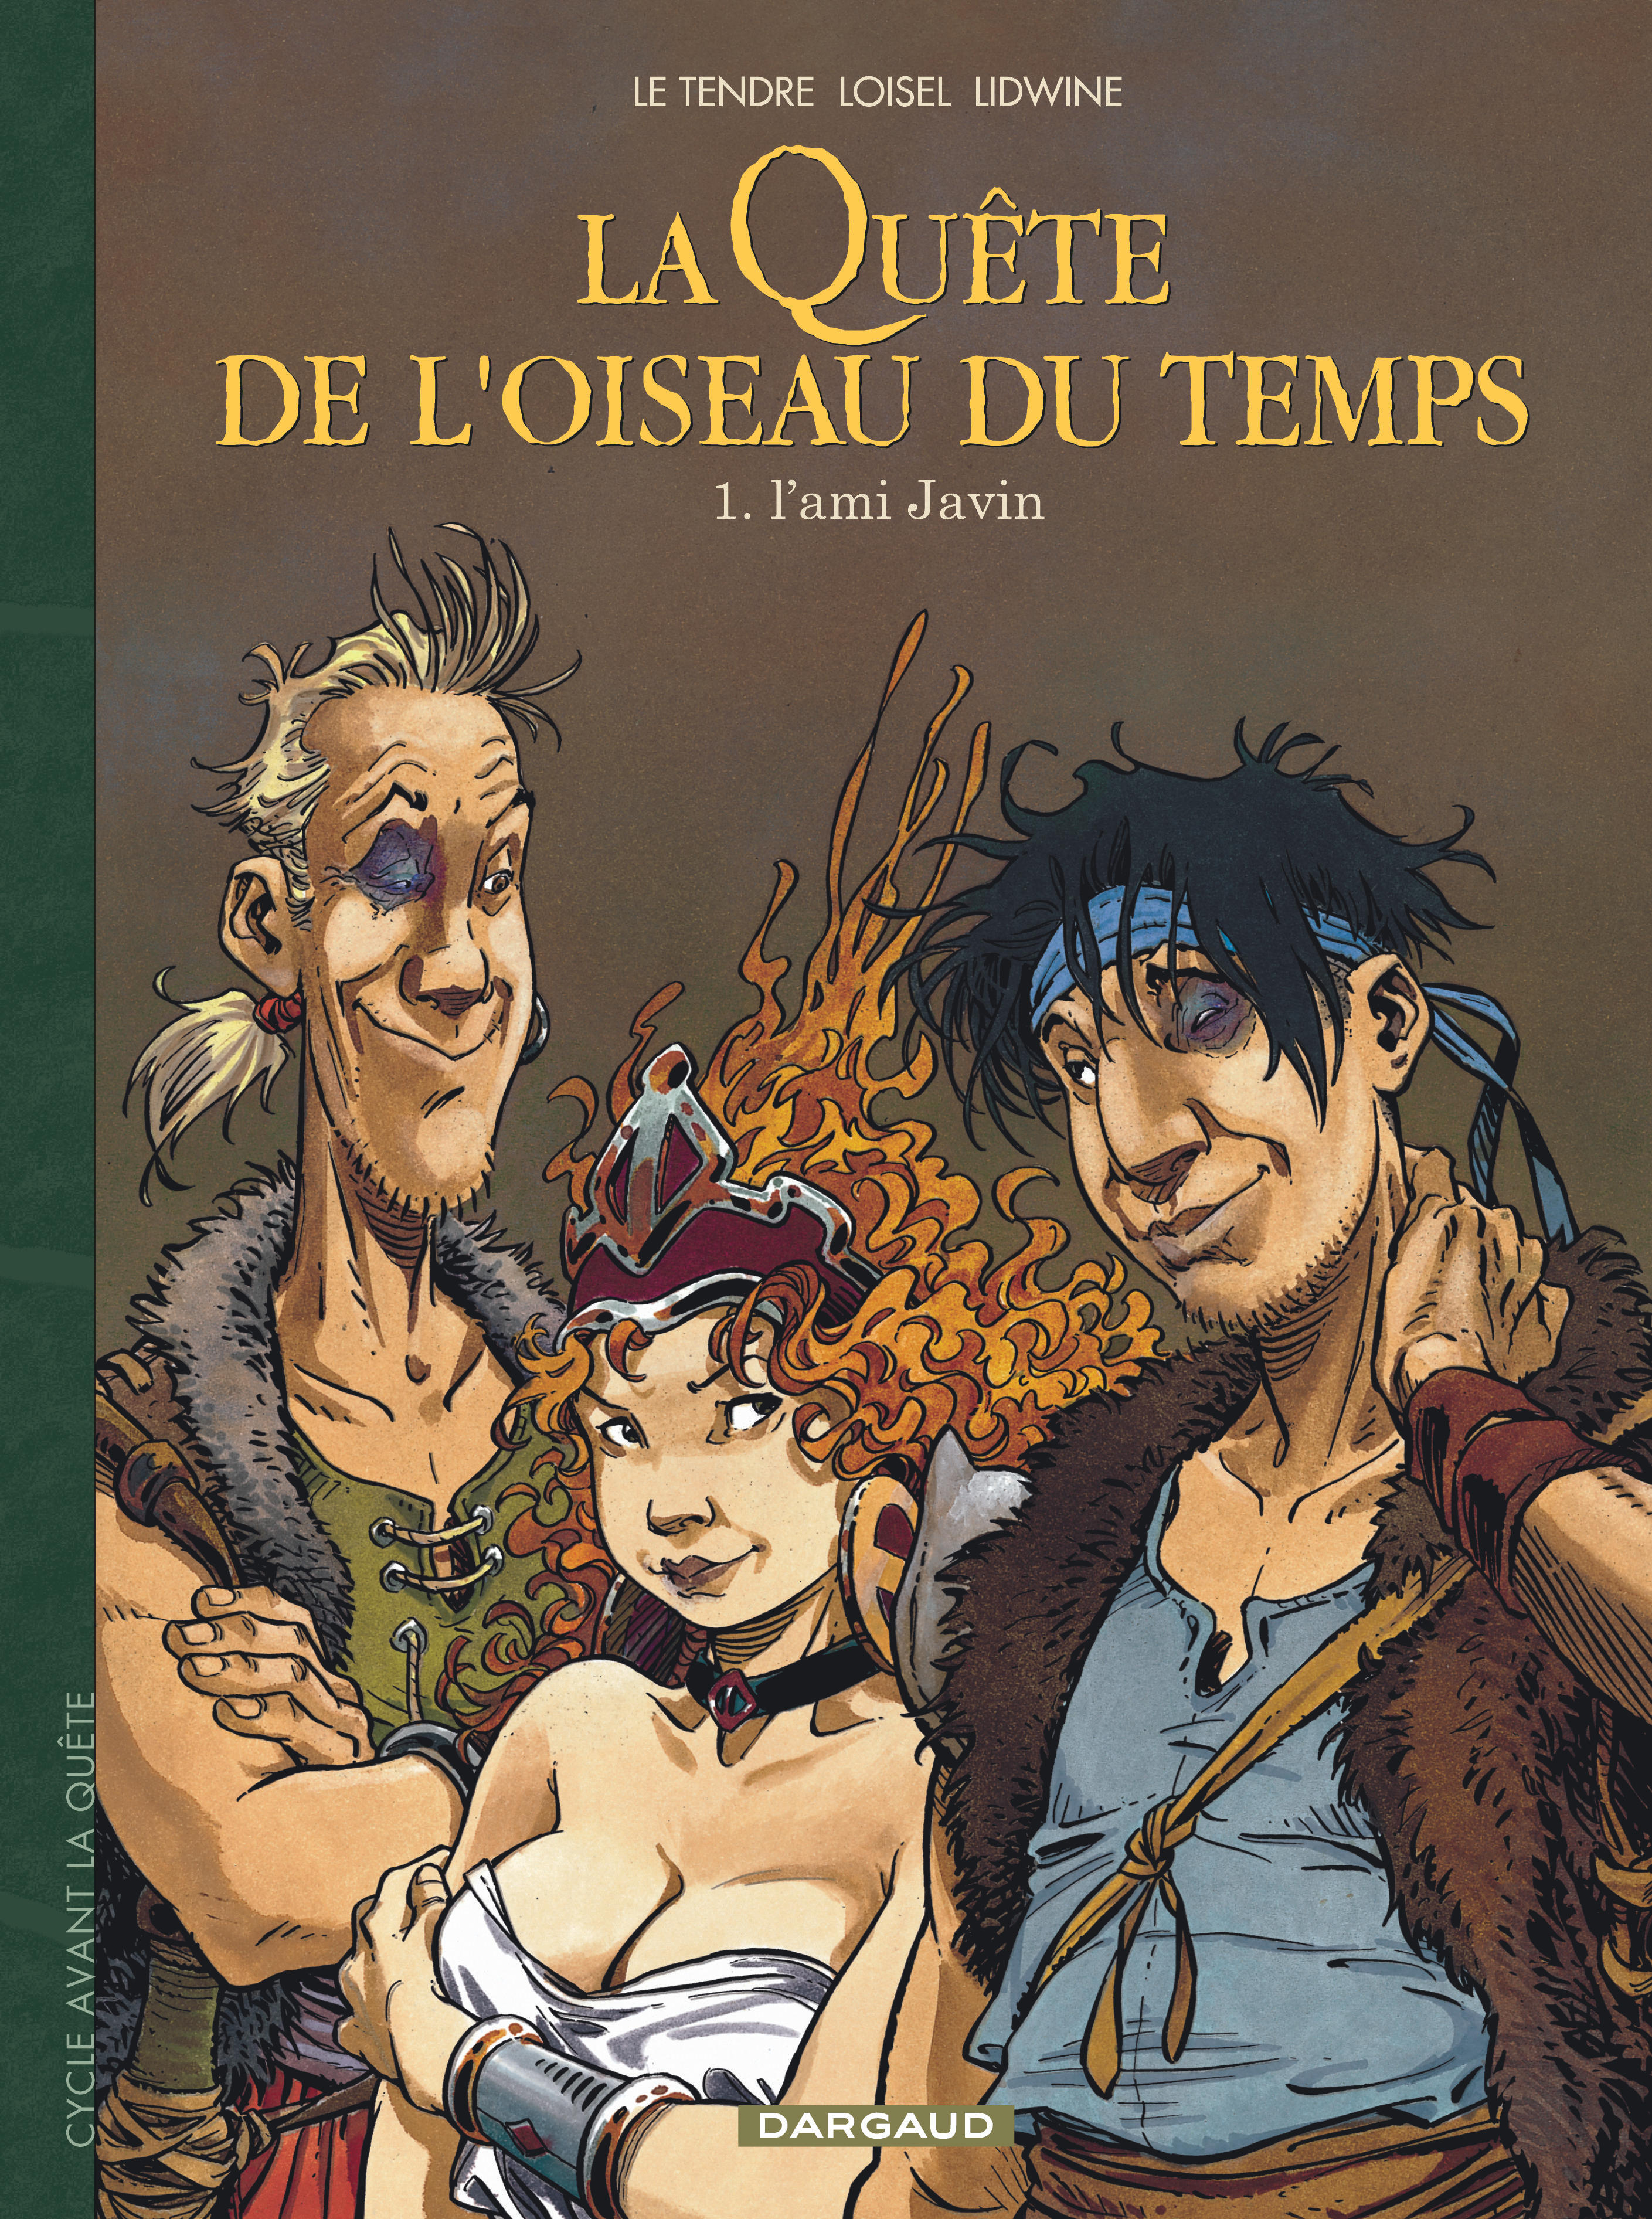 LE TENDRE LOISEL LIDWINE
LA QUÊTE
DE L'OISEAU DU TEMPS
1. l'ami Javin
CYCLE AVANT LA QUÊTE
DARGAUD